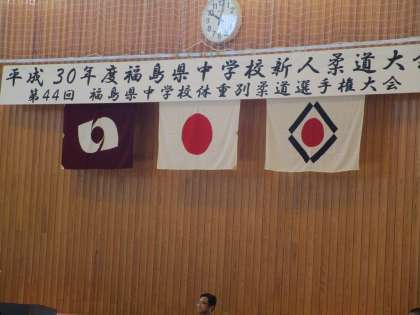 平成30年度福島県中学校新人柔道大会
第44回 福島県中学校体重別柔道選手権大会